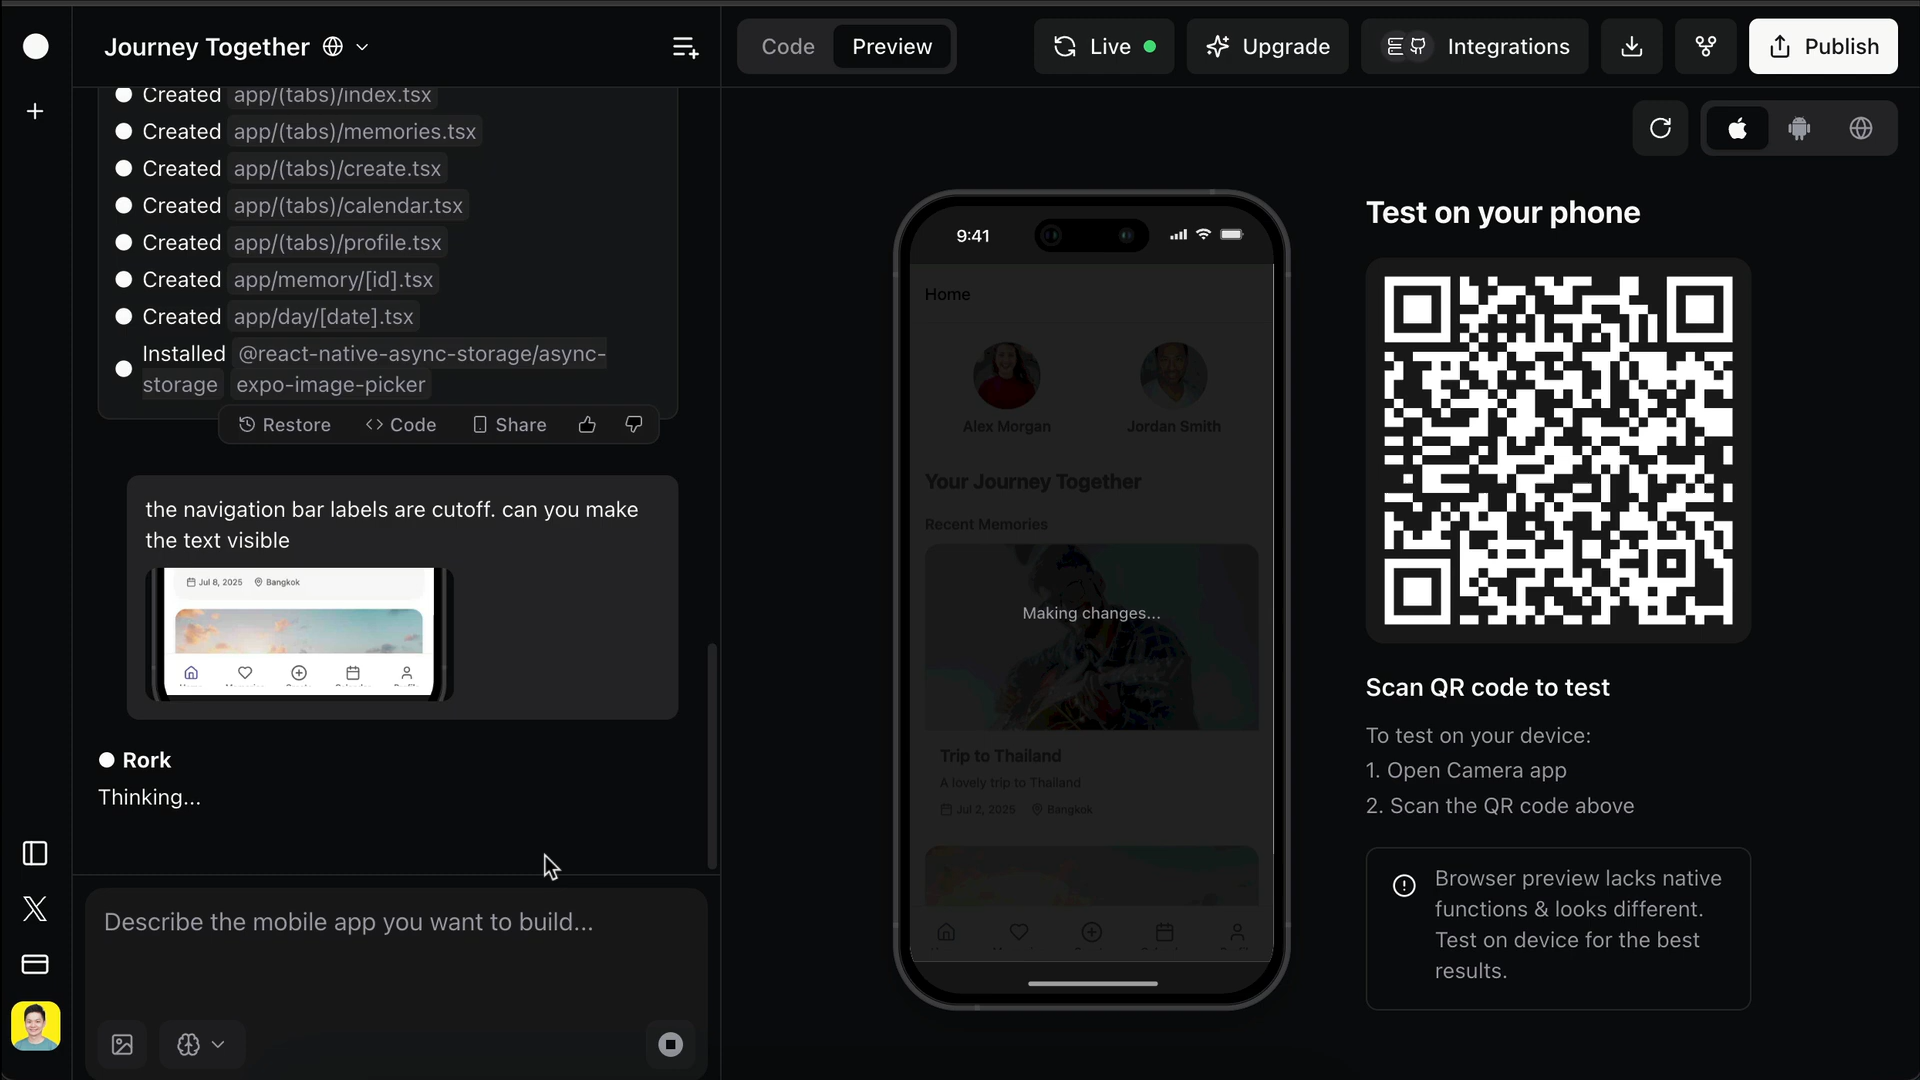 Journey Together
Code
Preview
Live
Upgrade
Integrations
Publish
Created app/(tabs)/index.tsx
Created app/(tabs)/memories.tsx
Created app/(tabs)/create.tsx
Created app/(tabs)/calendar.tsx
Created app/(tabs)/profile.tsx
Created app/memory/[id].tsx
Created app/day/[date].tsx
Installed @react-native-async-storage/async-
storage expo-image-picker
Restore
Code
Share
the navigation bar labels are cutoff. can you make
the text visible
Jul 8, 2025 Bangkok
Rork
Thinking...
Describe the mobile app you want to build...
9:41
Home
Alex Morgan
Jordan Smith
Your Journey Together
Recent Memories
Making changes...
Trip to Thailand
A lovely trip to Thailand
Jul 2, 2025 Bangkok
Test on your phone
Scan QR code to test
To test on your device:
1. Open Camera app
2. Scan the QR code above
Browser preview lacks native
functions & looks different.
Test on device for the best
results.